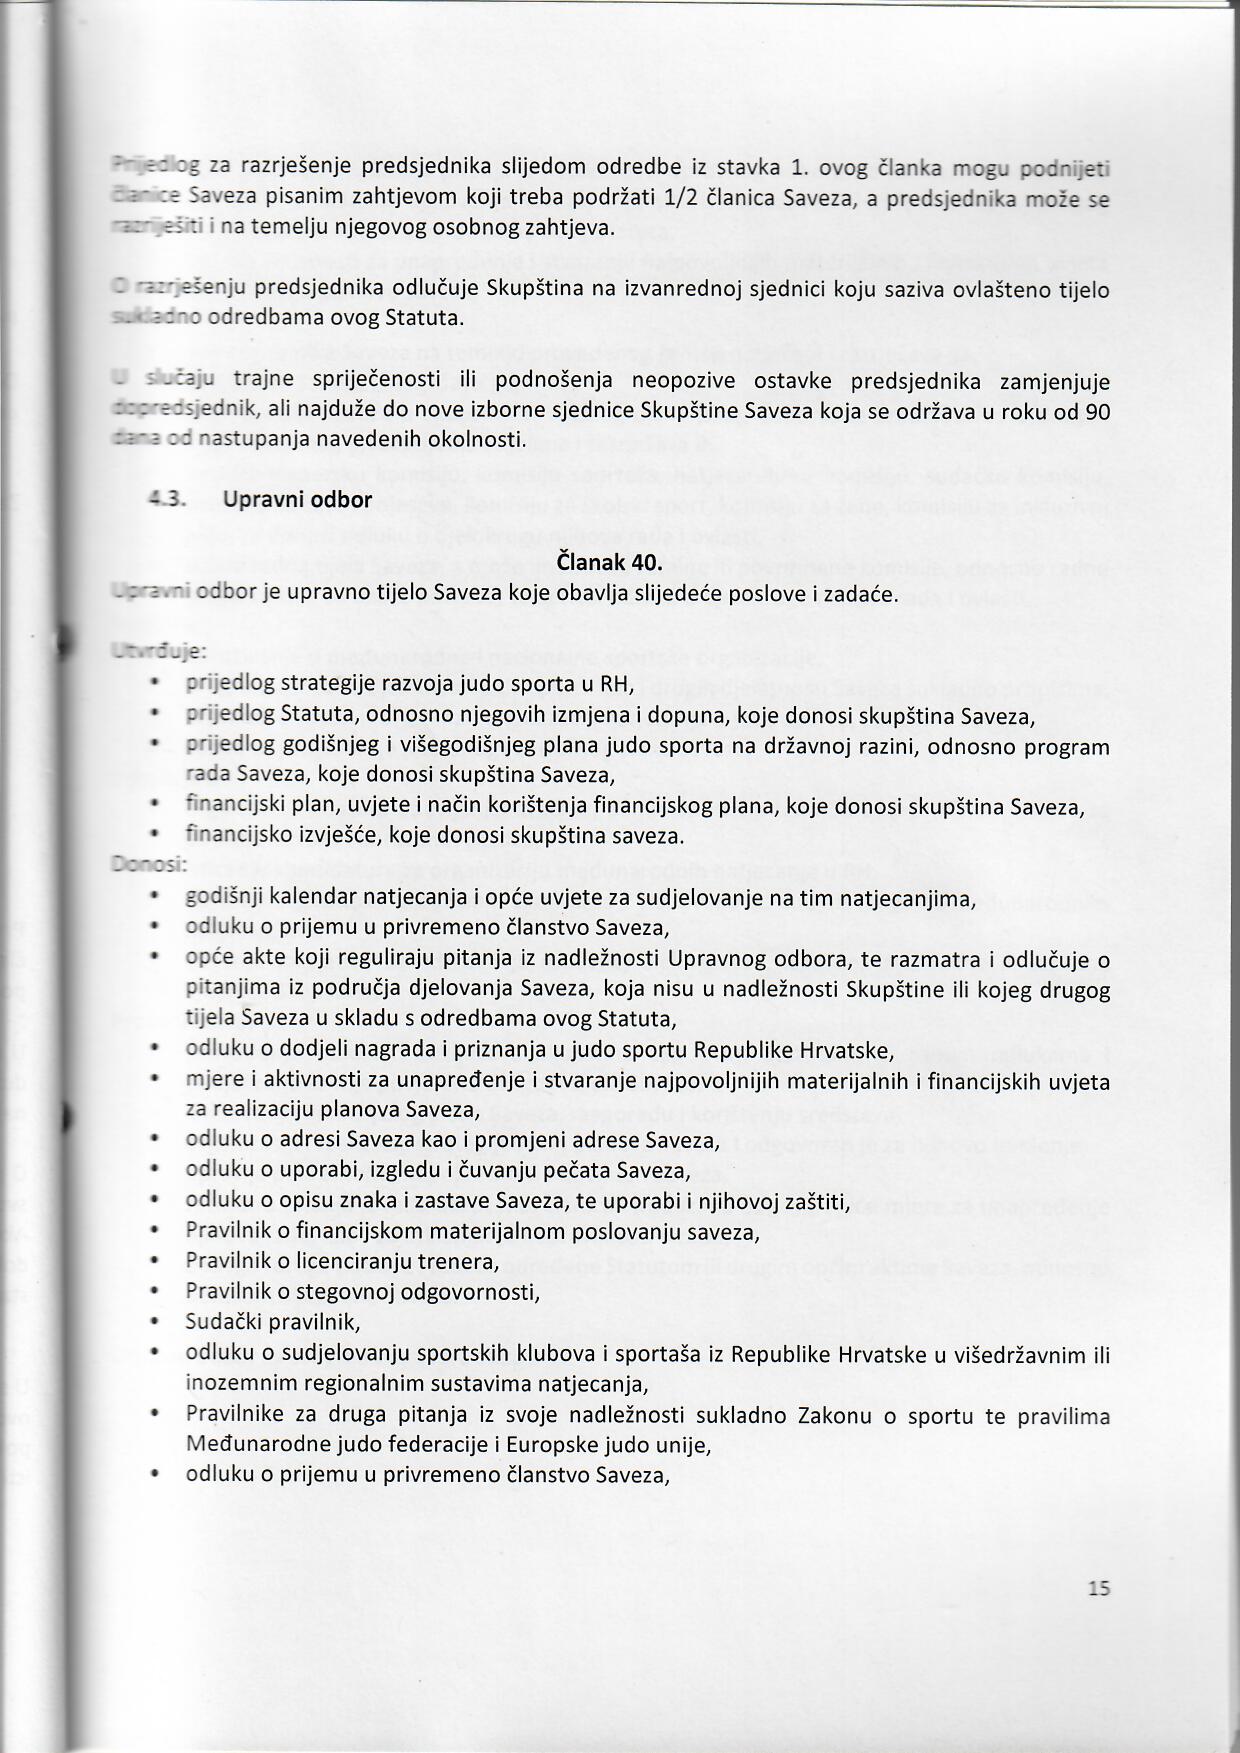 Prijedlog za razrješenje predsjednika slijedom odredbe iz stavka 1. ovog članka mogu podnijeti
članice Saveza pisanim zahtjevom koji treba podržati 1/2 članica Saveza, a predsjednika može se
razriješiti i na temelju njegovog osobnog zahtjeva.
O razrješenju predsjednika odlučuje Skupština na izvanrednoj sjednici koju saziva ovlašteno tijelo
sukladno odredbama ovog Statuta.
U slučaju trajne spriječenosti ili podnošenja neopozive ostavke predsjednika zamjenjuje
dopredsjednik, ali najduže do nove izborne sjednice Skupštine Saveza koja se održava u roku od 90
dana od nastupanja navedenih okolnosti.
4.3. Upravni odbor
Članak 40.
Upravni odbor je upravno tijelo Saveza koje obavlja slijedeće poslove i zadaće.
Utvrđuje:
• prijedlog strategije razvoja judo sporta u RH,
• prijedlog Statuta, odnosno njegovih izmjena i dopuna, koje donosi skupština Saveza,
• prijedlog godišnjeg i višegodišnjeg plana judo sporta na državnoj razini, odnosno program
rada Saveza, koje donosi skupština Saveza,
• financijski plan, uvjete i način korištenja financijskog plana, koje donosi skupština Saveza,
• financijsko izvješće, koje donosi skupština saveza.
Donosi:
• godišnji kalendar natjecanja i opće uvjete za sudjelovanje na tim natjecanjima,
• odluku o prijemu u privremeno članstvo Saveza,
• opće akte koji reguliraju pitanja iz nadležnosti Upravnog odbora, te razmatra i odlučuje o
pitanjima iz područja djelovanja Saveza, koja nisu u nadležnosti Skupštine ili kojeg drugog
tijela Saveza u skladu s odredbama ovog Statuta,
• odluku o dodjeli nagrada i priznanja u judo sportu Republike Hrvatske,
• mjere i aktivnosti za unapređenje i stvaranje najpovoljnijih materijalnih i financijskih uvjeta
za realizaciju planova Saveza,
• odluku o adresi Saveza kao i promjeni adrese Saveza,
• odluku o uporabi, izgledu i čuvanju pečata Saveza,
• odluku o opisu znaka i zastave Saveza, te uporabi i njihovoj zaštiti,
• Pravilnik o financijskom materijalnom poslovanju saveza,
• Pravilnik o licenciranju trenera,
• Pravilnik o stegovnoj odgovornosti,
• Sudački pravilnik,
• odluku o sudjelovanju sportskih klubova i sportaša iz Republike Hrvatske u višedržavnim ili
inozemnim regionalnim sustavima natjecanja,
• Pravilnike za druga pitanja iz svoje nadležnosti sukladno Zakonu o sportu te pravilima
Međunarodne judo federacije i Europske judo unije,
• odluku o prijemu u privremeno članstvo Saveza,
15